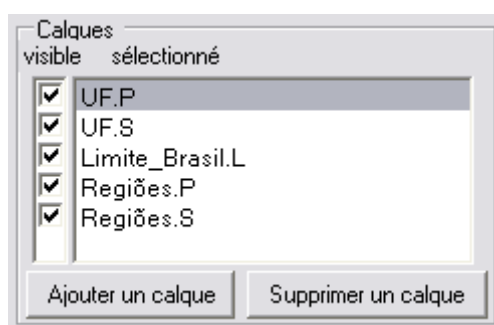 Calques
visible sélectionné
UF.P
UF.S
Limite_Brasil.L
Regiões.P
Regiões.S
Ajouter un calque Supprimer un calque